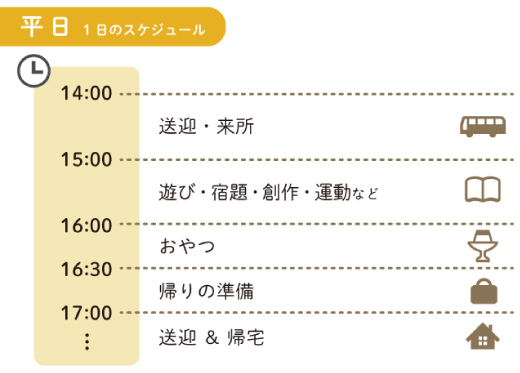 平日 1日のスケジュール
14:00
送迎・来所
15:00
遊び・宿題・創作・運動など
16:00
おやつ
16:30
帰りの準備
17:00
送迎 & 帰宅
⋮